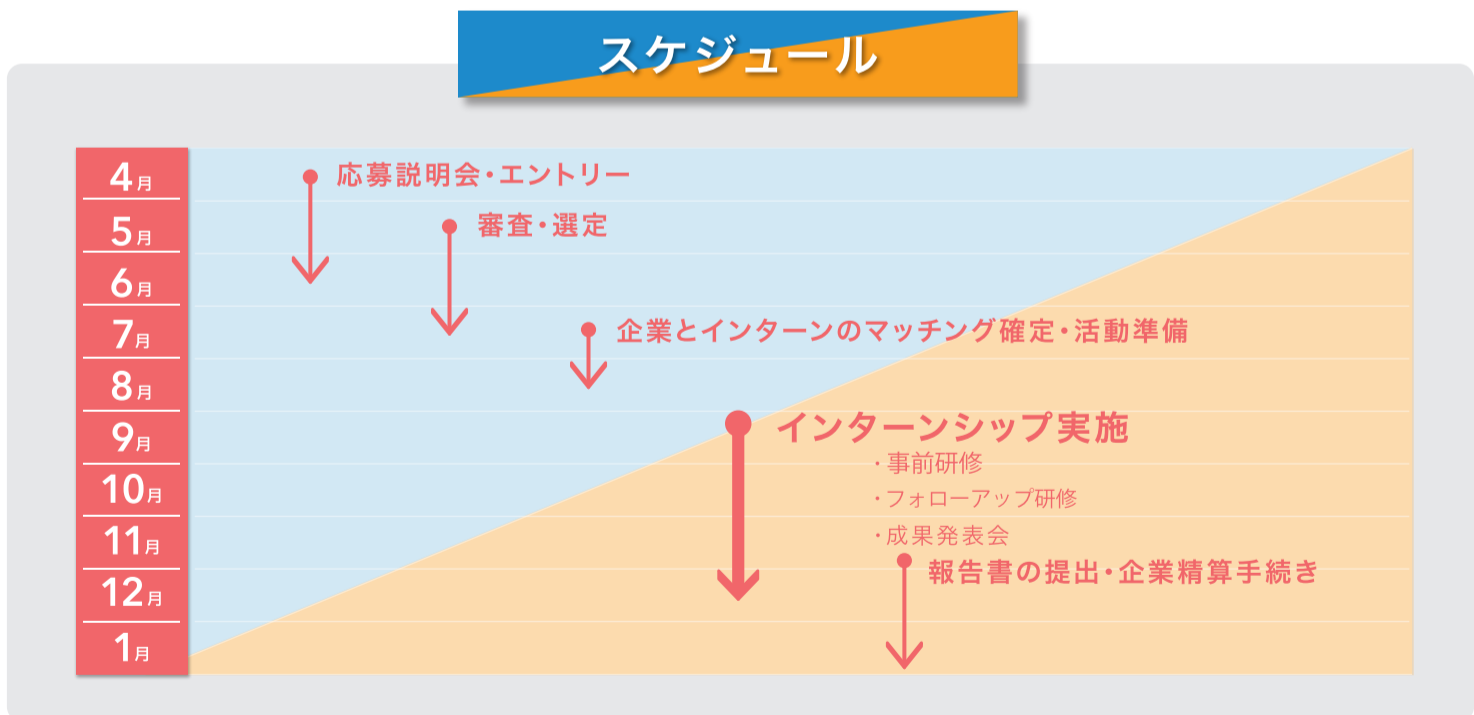 スケジュール
4月
応募説明会・エントリー
5月
審査・選定
6月
7月
企業とインターンのマッチング確定・活動準備
8月
9月
インターンシップ実施
・事前研修
10月
・フォローアップ研修
11月
・成果発表会
12月
報告書の提出・企業精算手続き
1月